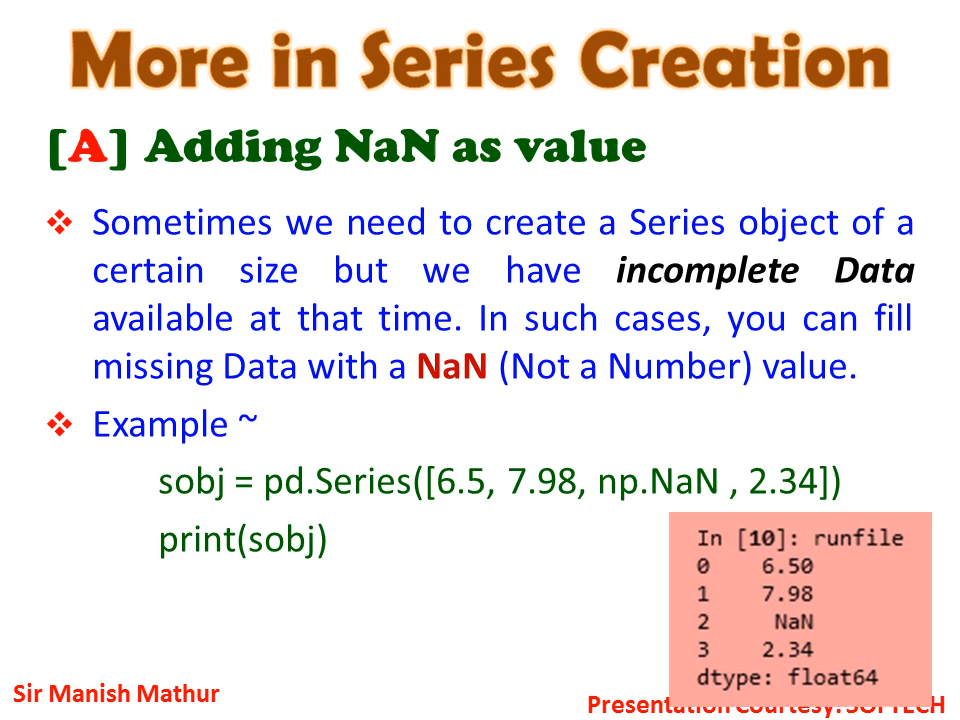 More in Series Creation
[A] Adding NaN as value
❖ Sometimes we need to create a Series object of a
certain size but we have incomplete Data
available at that time. In such cases, you can fill
missing Data with a NaN (Not a Number) value.
❖ Example ~
sobj = pd.Series([6.5, 7.98, np.NaN , 2.34])
print(sobj)
In [10]: runfile
0 6.50
1 7.98
2 NaN
3 2.34
dtype: float64
Sir Manish Mathur
Presentation Courtesy: SOFTECH